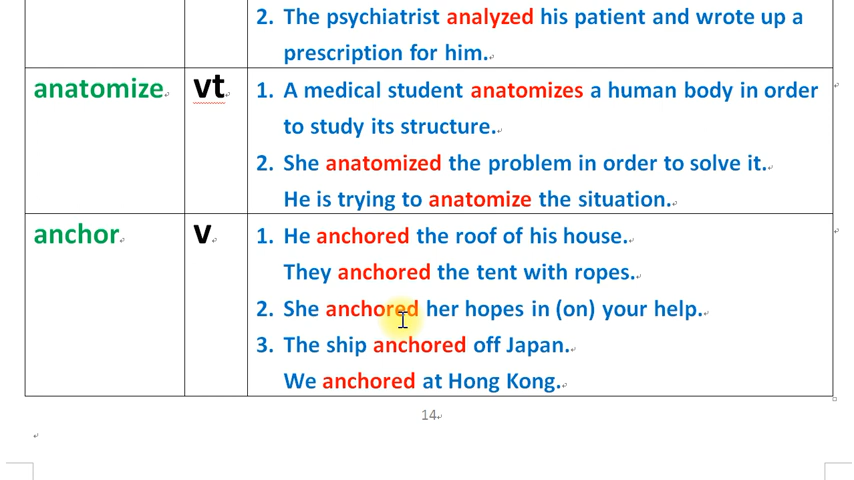 2. The psychiatrist analyzed his patient and wrote up a
prescription for him.
anatomize vt 1. A medical student anatomizes a human body in order
to study its structure.
2. She anatomized the problem in order to solve it.
He is trying to anatomize the situation.
anchor v 1. He anchored the roof of his house.
They anchored the tent with ropes.
2. She anchored her hopes in (on) your help.
3. The ship anchored off Japan.
We anchored at Hong Kong.
14